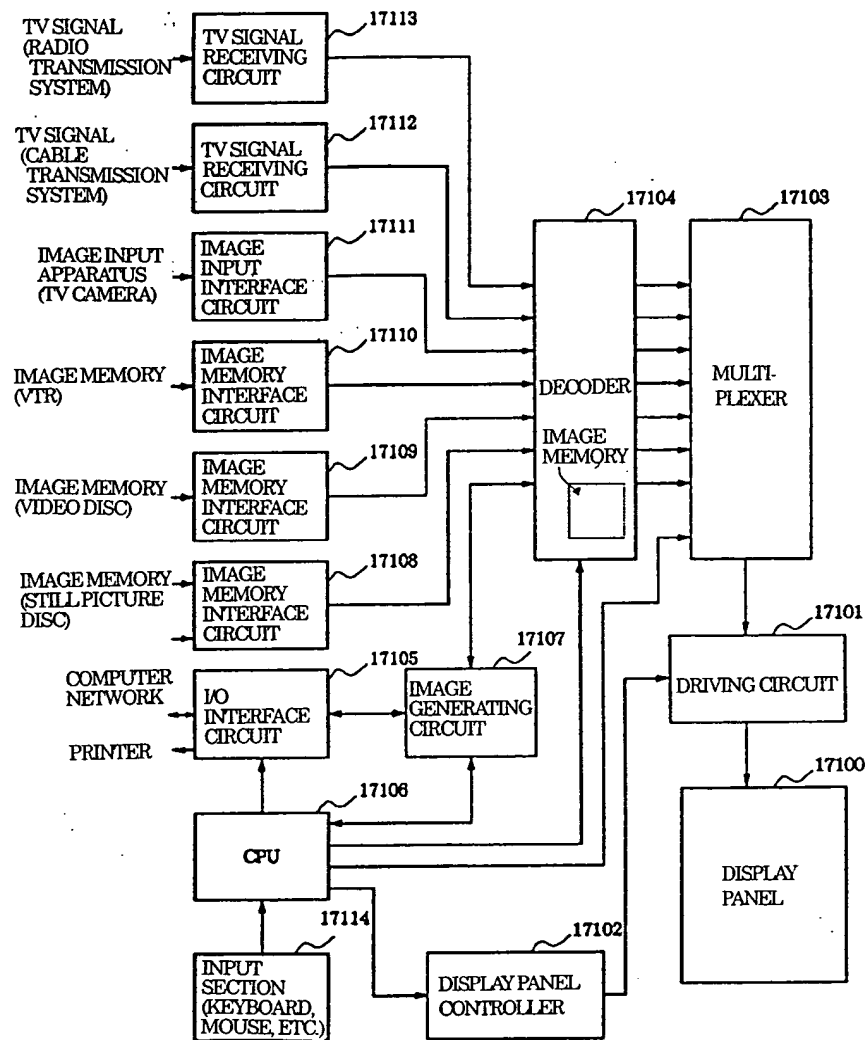 TV SIGNAL
(RADIO
TRANSMISSION
SYSTEM)
TV SIGNAL
RECEIVING
CIRCUIT
17113
TV SIGNAL
(CABLE
TRANSMISSION
SYSTEM)
TV SIGNAL
RECEIVING
CIRCUIT
17112
IMAGE INPUT
APPARATUS
(TV CAMERA)
IMAGE
INPUT
INTERFACE
CIRCUIT
17111
IMAGE MEMORY
(VTR)
IMAGE
MEMORY
INTERFACE
CIRCUIT
17110
IMAGE MEMORY
(VIDEO DISC)
IMAGE
MEMORY
INTERFACE
CIRCUIT
17109
IMAGE MEMORY
(STILL PICTURE
DISC)
IMAGE
MEMORY
INTERFACE
CIRCUIT
17108
17104
DECODER
IMAGE
MEMORY
17103
MULTI-
PLEXER
COMPUTER
NETWORK
PRINTER
I/O
INTERFACE
CIRCUIT
17105
IMAGE
GENERATING
CIRCUIT
17107
17101
DRIVING CIRCUIT
17106
CPU
17100
DISPLAY
PANEL
17114
INPUT
SECTION
(KEYBOARD,
MOUSE, ETC.)
17102
DISPLAY PANEL
CONTROLLER